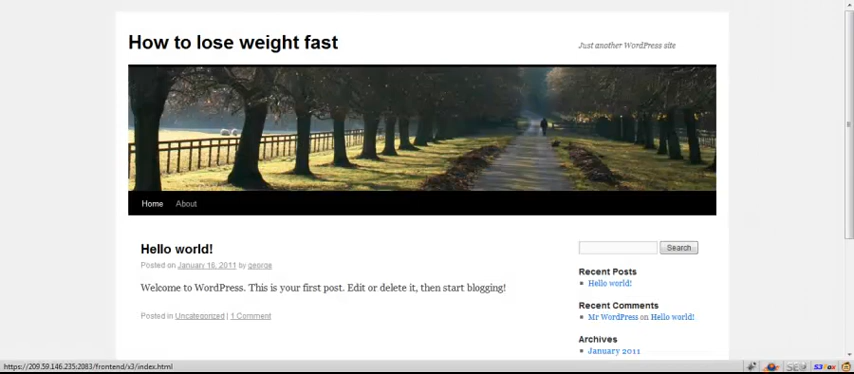 How to lose weight fast
Just another WordPress site
Home About
Hello world!
Posted on January 16, 2011 by george
Welcome to WordPress. This is your first post. Edit or delete it, then start blogging!
Posted in Uncategorized | 1 Comment
Search
Recent Posts
Hello world!
Recent Comments
Mr WordPress on Hello world!
Archives
January 2011
https://209.59.146.235:2083/frontend/x3/index.html
S3Fox